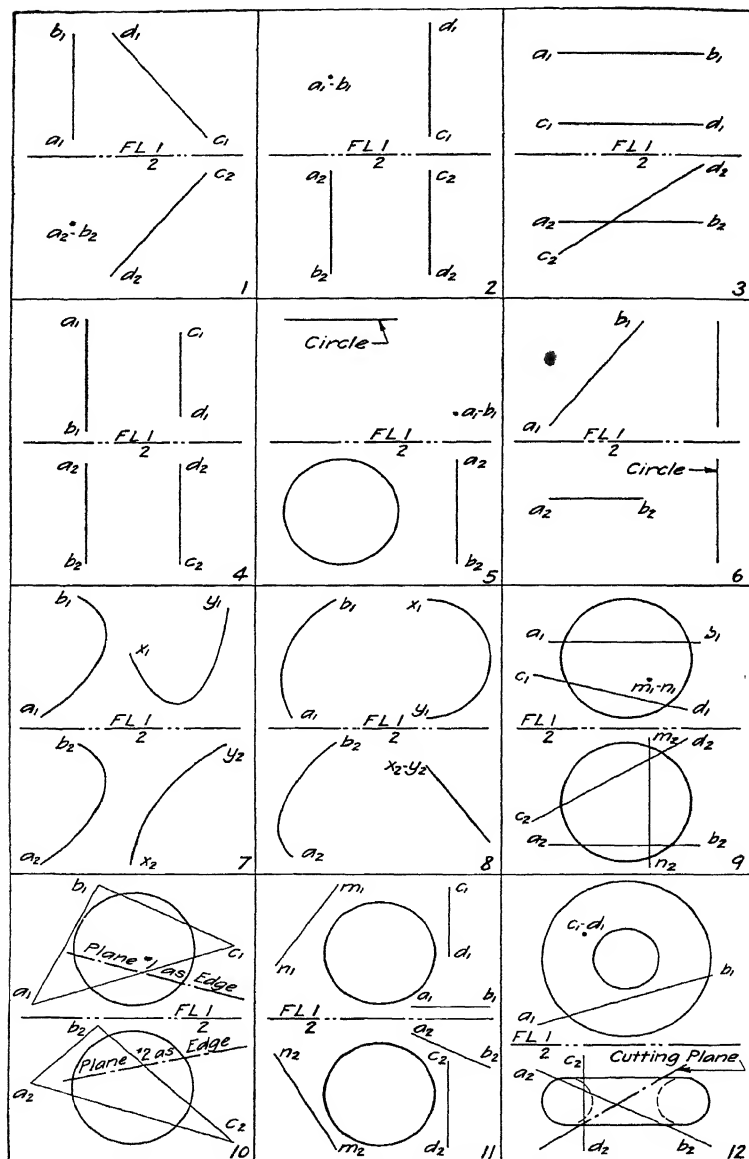 b₁ d₁
a₁ c₁
FL 1
2
c₂
a₂-b₂
d₂
1
d₁
a₁-b₁
c₁
FL 1
2
a₂ c₂
b₂ d₂
2
a₁ b₁
c₁ d₁
FL 1
2
d₂
a₂ b₂
c₂
3
a₁ c₁
b₁ d₁
FL 1
2
a₂ d₂
b₂ c₂
4
Circle
a₁-b₁
FL 1
2
a₂
b₂
5
b₁
a₁
FL 1
2
Circle
a₂ b₂
6
b₁ y₁
x₁
a₁
FL 1
2
b₂ y₂
a₂ x₂
7
b₁ x₁
a₁ y₁
FL 1
2
b₂ x₂-y₂
a₂
8
a₁ b₁
c₁ m₁-n₁
d₁
FL 1
2
m₂ d₂
c₂
a₂ b₂
n₂
9
b₁
Plane #1 as Edge
c₁
a₁
FL 1
2
b₂
Plane #2 as Edge
a₂
c₂
10
m₁ c₁
n₁ d₁
a₁ b₁
FL 1
2
a₂
n₂ c₂ b₂
m₂ d₂
11
c₁-d₁
b₁
a₁
FL 1
2
c₂ Cutting Plane
a₂
d₂ b₂
12